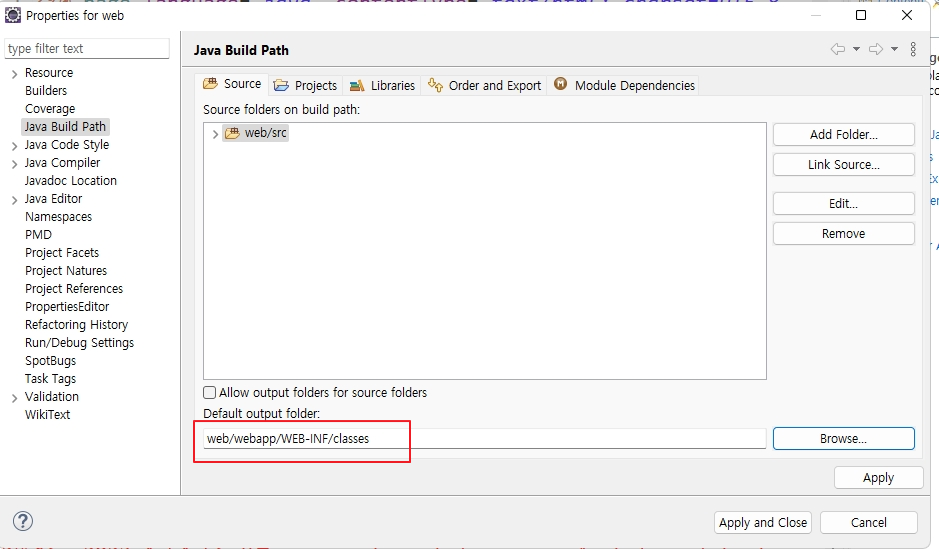 Properties for web
type filter text
Resource
Builders
Coverage
Java Build Path
Java Code Style
Java Compiler
Javadoc Location
Java Editor
Namespaces
PMD
Project Facets
Project Natures
Project References
PropertiesEditor
Refactoring History
Run/Debug Settings
SpotBugs
Task Tags
Validation
WikiText
Java Build Path
Source
Projects
Libraries
Order and Export
Module Dependencies
Source folders on build path:
web/src
Add Folder...
Link Source...
Edit...
Remove
Allow output folders for source folders
Default output folder:
web/webapp/WEB-INF/classes
Browse...
Apply
Apply and Close
Cancel